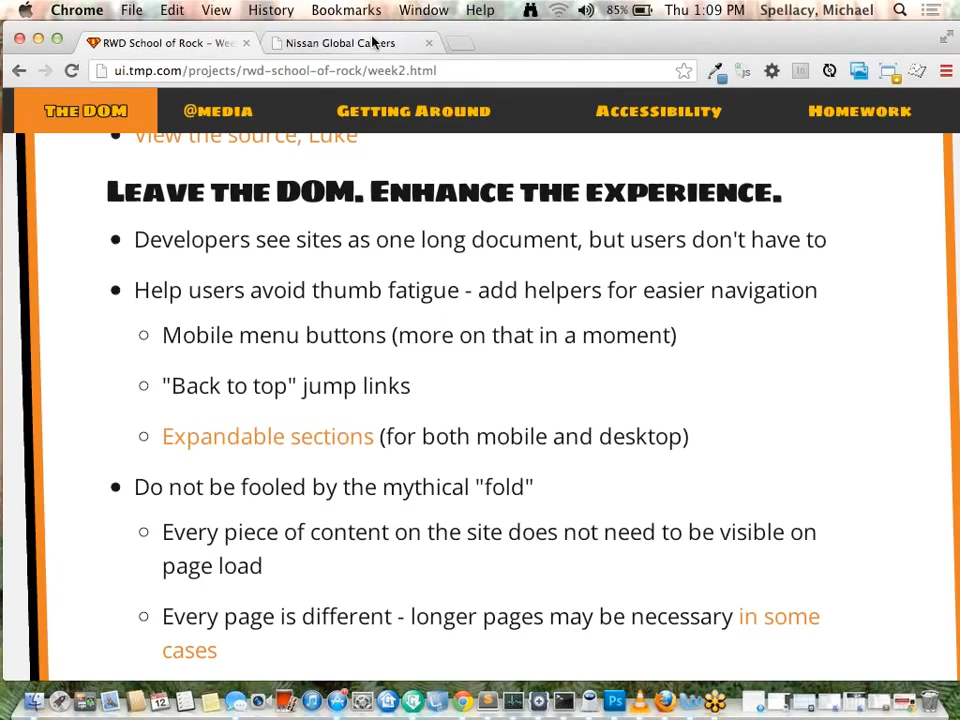 Chrome File Edit View History Bookmarks Window Help 85% Thu 1:09 PM Spellacy, Michael
RWD School of Rock – Wee Nissan Global Careers
ui.tmp.com/projects/rwd-school-of-rock/week2.html
The DOM @media Getting Around Accessibility Homework
View the source, Luke
Leave the DOM. Enhance the experience.
Developers see sites as one long document, but users don't have to
Help users avoid thumb fatigue - add helpers for easier navigation
Mobile menu buttons (more on that in a moment)
"Back to top" jump links
Expandable sections (for both mobile and desktop)
Do not be fooled by the mythical "fold"
Every piece of content on the site does not need to be visible on
page load
Every page is different - longer pages may be necessary in some
cases